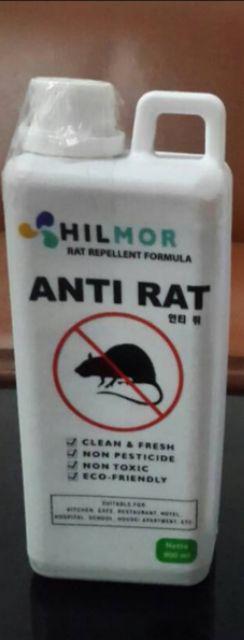 HILMOR
RAT REPELLENT FORMULA
ANTI RAT
안티 쥐
CLEAN & FRESH
NON PESTICIDE
NON TOXIC
ECO-FRIENDLY
SUITABLE FOR
KITCHEN, CAFE, RESTAURANT, HOTEL
HOSPITAL, SCHOOL, HOUSE/ APARTMENT, ETC
Netto
900 ml